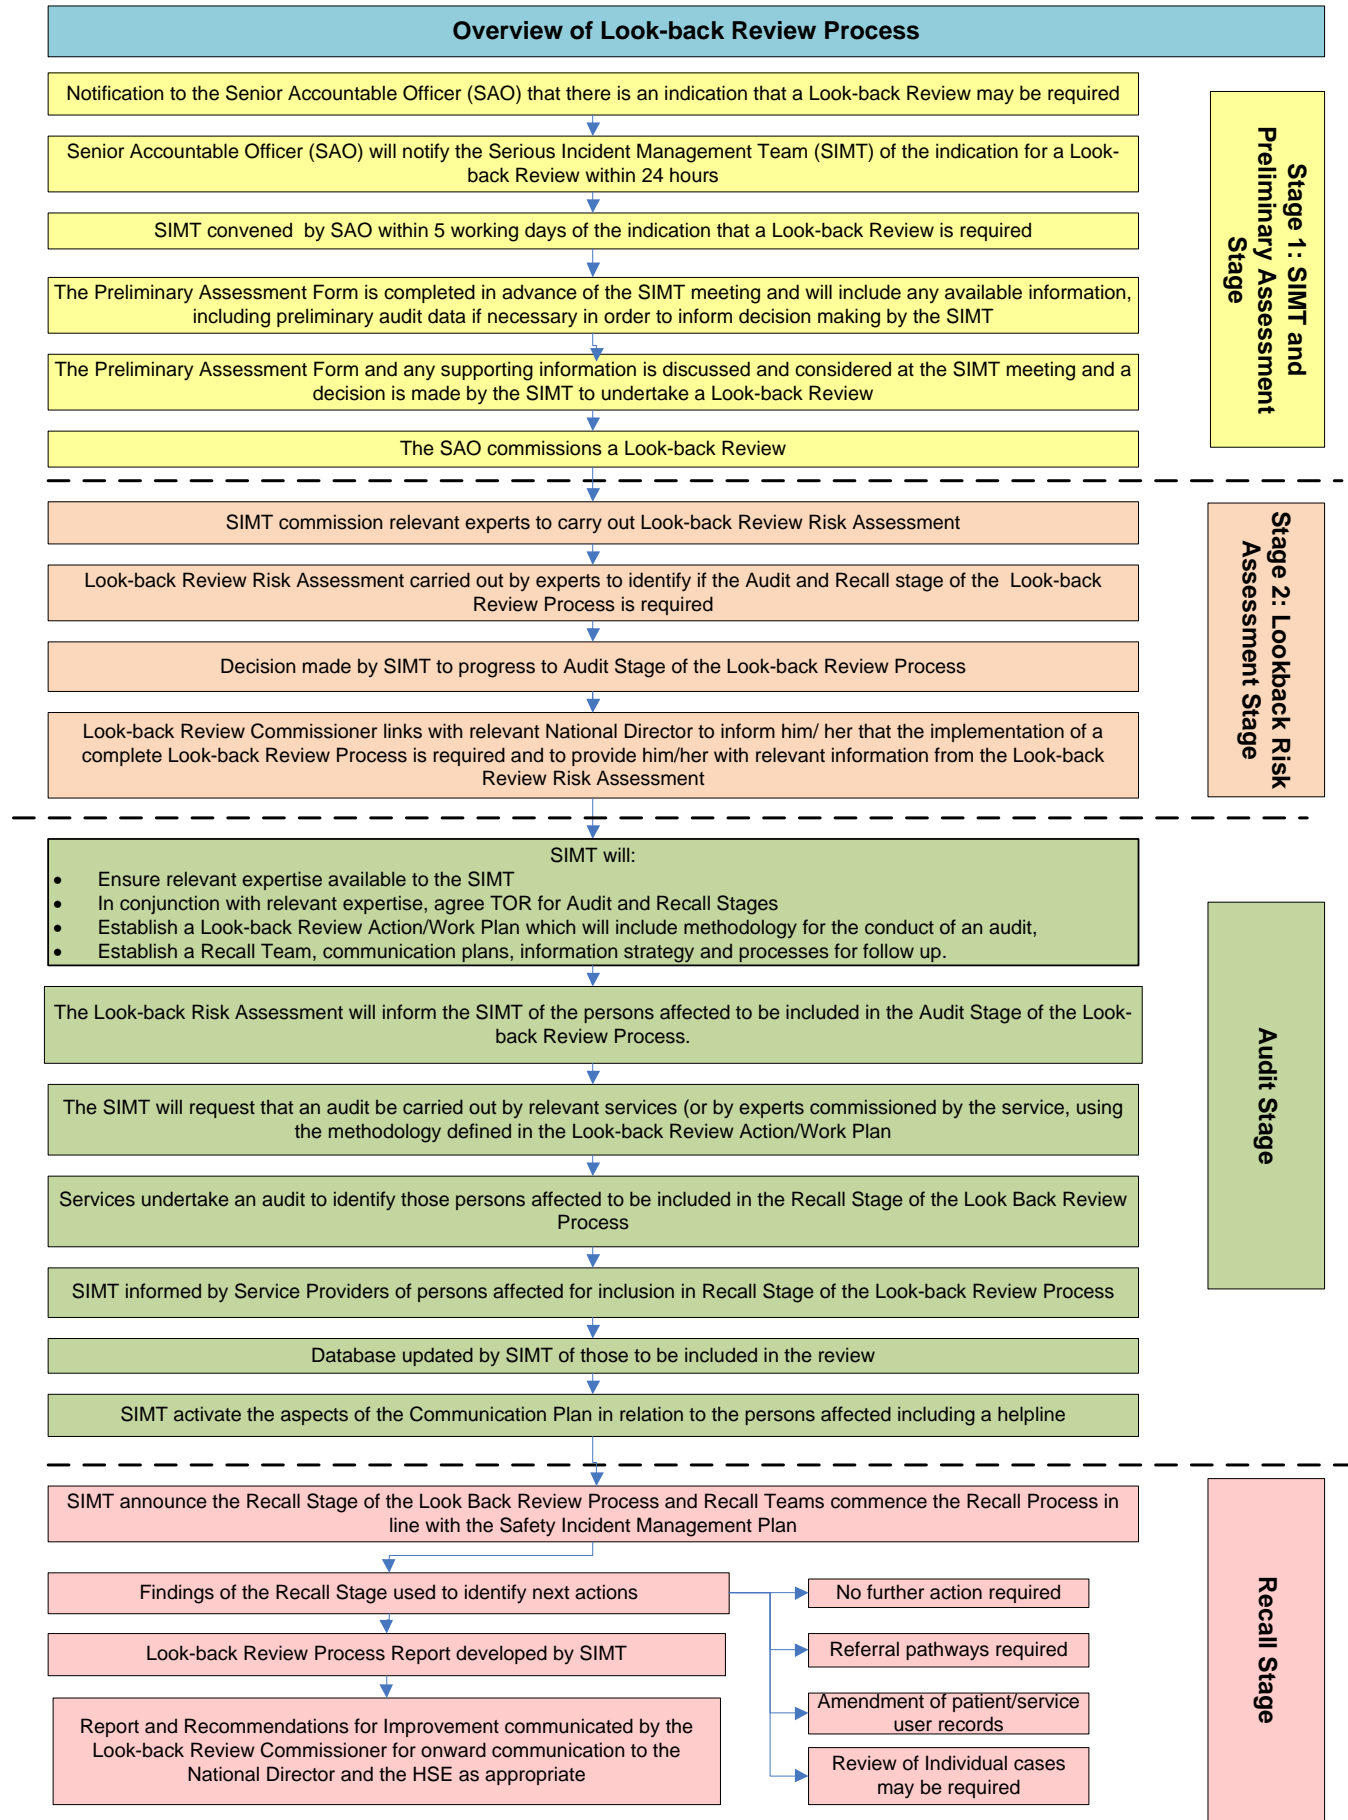 Overview of Look-back Review Process
Notification to the Senior Accountable Officer (SAO) that there is an indication that a Look-back Review may be required
Senior Accountable Officer (SAO) will notify the Serious Incident Management Team (SIMT) of the indication for a Look-
back Review within 24 hours
SIMT convened  by SAO within 5 working days of the indication that a Look-back Review is required
The Preliminary Assessment Form is completed in advance of the SIMT meeting and will include any available information,
including preliminary audit data if necessary in order to inform decision making by the SIMT
The Preliminary Assessment Form and any supporting information is discussed and considered at the SIMT meeting and a
decision is made by the SIMT to undertake a Look-back Review
The SAO commissions a Look-back Review
Stage 1: SIMT and
Preliminary Assessment
Stage
SIMT commission relevant experts to carry out Look-back Review Risk Assessment
Look-back Review Risk Assessment carried out by experts to identify if the Audit and Recall stage of the  Look-back
Review Process is required
Decision made by SIMT to progress to Audit Stage of the Look-back Review Process
Look-back Review Commissioner links with relevant National Director to inform him/ her that the implementation of a
complete Look-back Review Process is required and to provide him/her with relevant information from the Look-back
Review Risk Assessment
Stage 2: Lookback Risk
Assessment Stage
SIMT will:
• Ensure relevant expertise available to the SIMT
• In conjunction with relevant expertise, agree TOR for Audit and Recall Stages
• Establish a Look-back Review Action/Work Plan which will include methodology for the conduct of an audit,
• Establish a Recall Team, communication plans, information strategy and processes for follow up.
The Look-back Risk Assessment will inform the SIMT of the persons affected to be included in the Audit Stage of the Look-
back Review Process.
The SIMT will request that an audit be carried out by relevant services (or by experts commissioned by the service, using
the methodology defined in the Look-back Review Action/Work Plan
Services undertake an audit to identify those persons affected to be included in the Recall Stage of the Look Back Review
Process
SIMT informed by Service Providers of persons affected for inclusion in Recall Stage of the Look-back Review Process
Database updated by SIMT of those to be included in the review
SIMT activate the aspects of the Communication Plan in relation to the persons affected including a helpline
Audit Stage
SIMT announce the Recall Stage of the Look Back Review Process and Recall Teams commence the Recall Process in
line with the Safety Incident Management Plan
Findings of the Recall Stage used to identify next actions
Look-back Review Process Report developed by SIMT
Report and Recommendations for Improvement communicated by the
Look-back Review Commissioner for onward communication to the
National Director and the HSE as appropriate
No further action required
Referral pathways required
Amendment of patient/service
user records
Review of Individual cases
may be required
Recall Stage